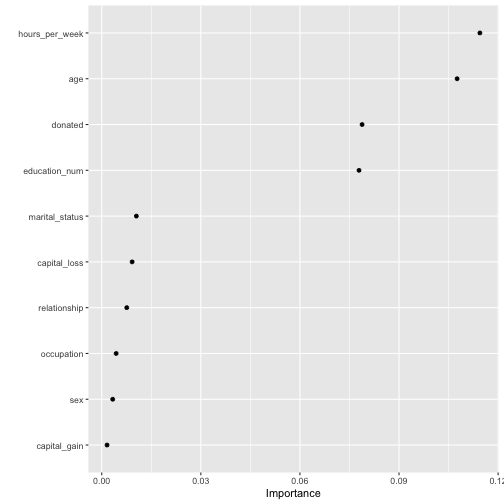 hours_per_week
age
donated
education_num
marital_status
capital_loss
relationship
occupation
sex
capital_gain
0.00 0.03 0.06 0.09 0.12
Importance